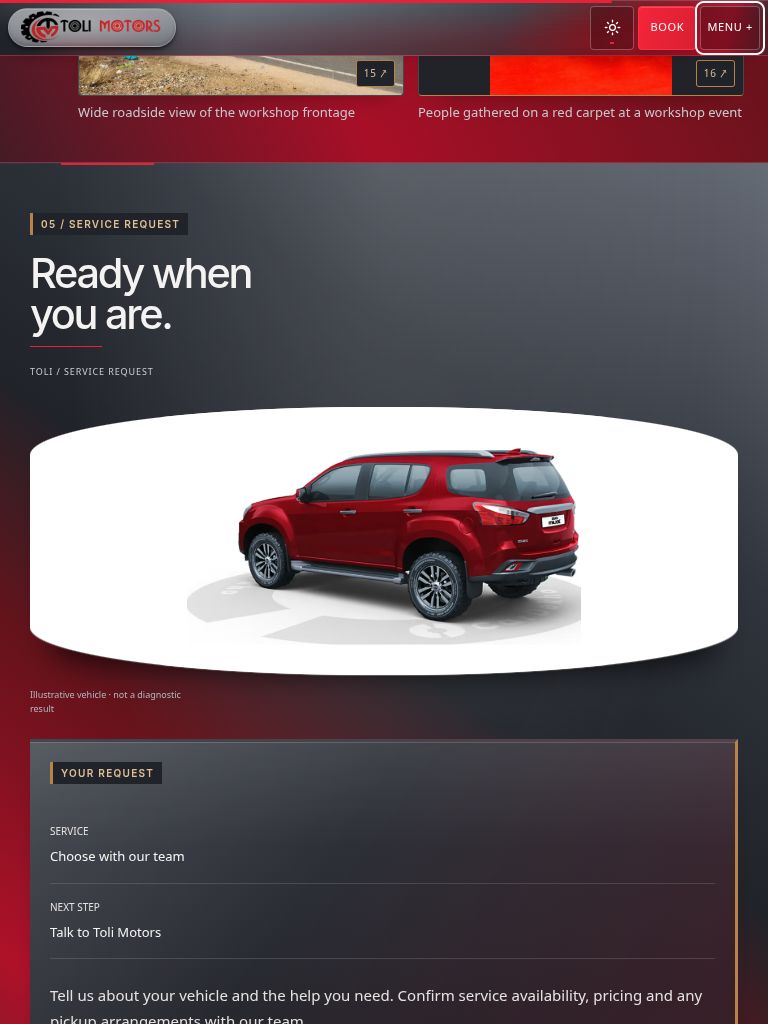 TOLI MOTORS
BOOK
MENU +
15 ↗
16 ↗
Wide roadside view of the workshop frontage
People gathered on a red carpet at a workshop event
05 / SERVICE REQUEST
Ready when
you are.
TOLI / SERVICE REQUEST
Illustrative vehicle · not a diagnostic
result
YOUR REQUEST
SERVICE
Choose with our team
NEXT STEP
Talk to Toli Motors
Tell us about your vehicle and the help you need. Confirm service availability, pricing and any
pickup arrangements with our team.